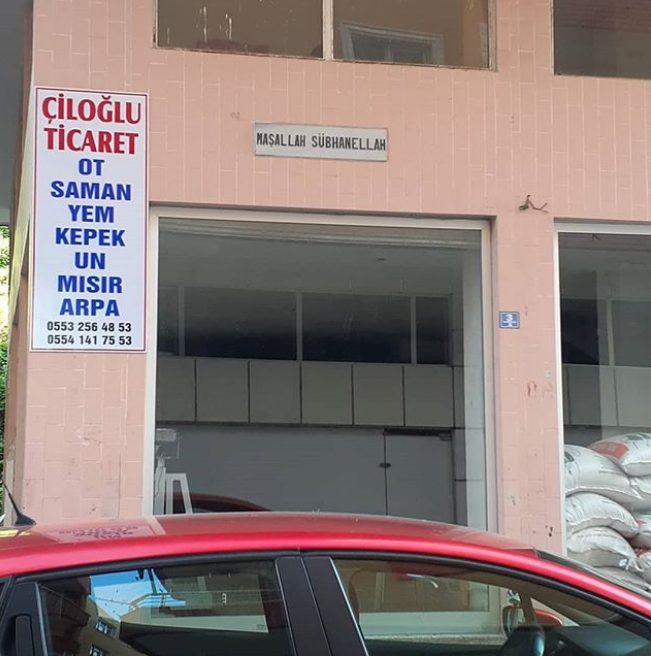 ÇİLOĞLU
TİCARET
OT
SAMAN
YEM
KEPEK
UN
MISIR
ARPA
0553 256 48 53
0554 141 75 53
MAŞALLAH SÜBHANELLAH
3